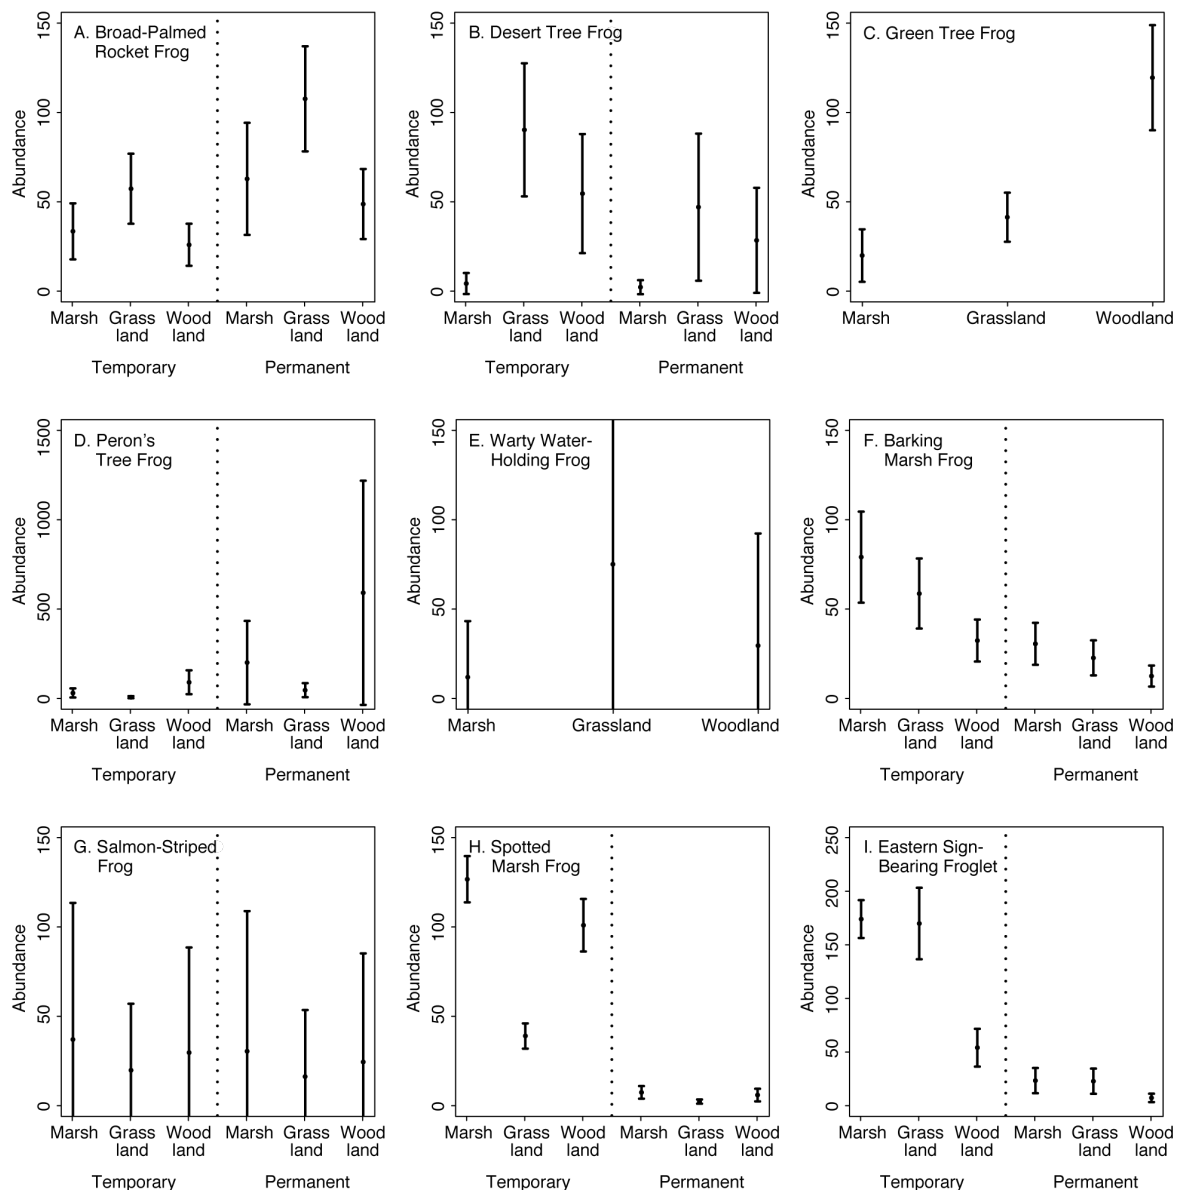 A. Broad-Palmed
Rocket Frog
Abundance
150
100
50
0
Marsh Grass Wood Marsh Grass Wood
land land land land
Temporary Permanent
B. Desert Tree Frog
Abundance
150
100
50
0
Marsh Grass Wood Marsh Grass Wood
land land land land
Temporary Permanent
C. Green Tree Frog
Abundance
150
100
50
0
Marsh Grassland Woodland
D. Peron's
Tree Frog
Abundance
1500
1000
500
0
Marsh Grass Wood Marsh Grass Wood
land land land land
Temporary Permanent
E. Warty Water-
Holding Frog
Abundance
150
100
50
0
Marsh Grassland Woodland
F. Barking
Marsh Frog
Abundance
150
100
50
0
Marsh Grass Wood Marsh Grass Wood
land land land land
Temporary Permanent
G. Salmon-Striped
Frog
Abundance
150
100
50
0
Marsh Grass Wood Marsh Grass Wood
land land land land
Temporary Permanent
H. Spotted
Marsh Frog
Abundance
150
100
50
0
Marsh Grass Wood Marsh Grass Wood
land land land land
Temporary Permanent
I. Eastern Sign-
Bearing Froglet
Abundance
250
200
150
100
50
0
Marsh Grass Wood Marsh Grass Wood
land land land land
Temporary Permanent